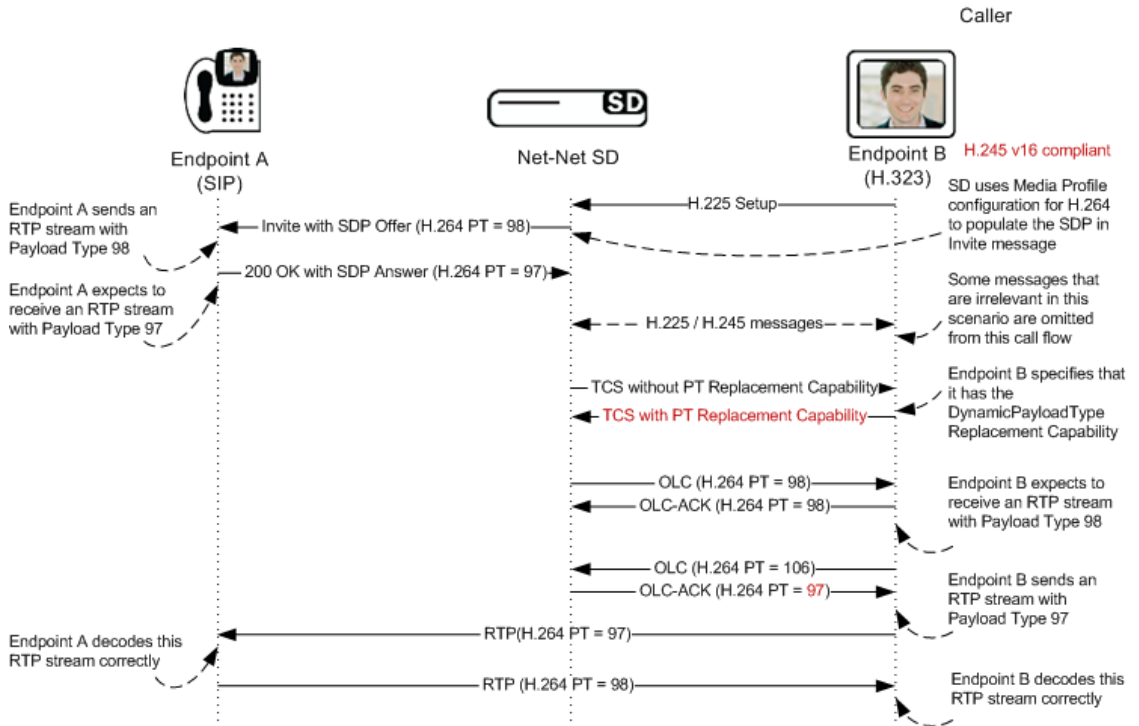 Caller
SD
Endpoint A
(SIP)
Net-Net SD
Endpoint B
(H.323)
H.245 v16 compliant
Endpoint A sends an
RTP stream with
Payload Type 98
H.225 Setup
Invite with SDP Offer (H.264 PT = 98)
SD uses Media Profile
configuration for H.264
to populate the SDP in
Invite message
200 OK with SDP Answer (H.264 PT = 97)
Endpoint A expects to
receive an RTP stream
with Payload Type 97
H.225 / H.245 messages
Some messages that
are irrelevant in this
scenario are omitted
from this call flow
TCS without PT Replacement Capability
TCS with PT Replacement Capability
Endpoint B specifies that
it has the
DynamicPayloadType
Replacement Capability
OLC (H.264 PT = 98)
OLC-ACK (H.264 PT = 98)
Endpoint B expects to
receive an RTP stream
with Payload Type 98
OLC (H.264 PT = 106)
OLC-ACK (H.264 PT = 97)
Endpoint B sends an
RTP stream with
Payload Type 97
RTP(H.264 PT = 97)
Endpoint A decodes this
RTP stream correctly
RTP (H.264 PT = 98)
Endpoint B decodes this
RTP stream correctly